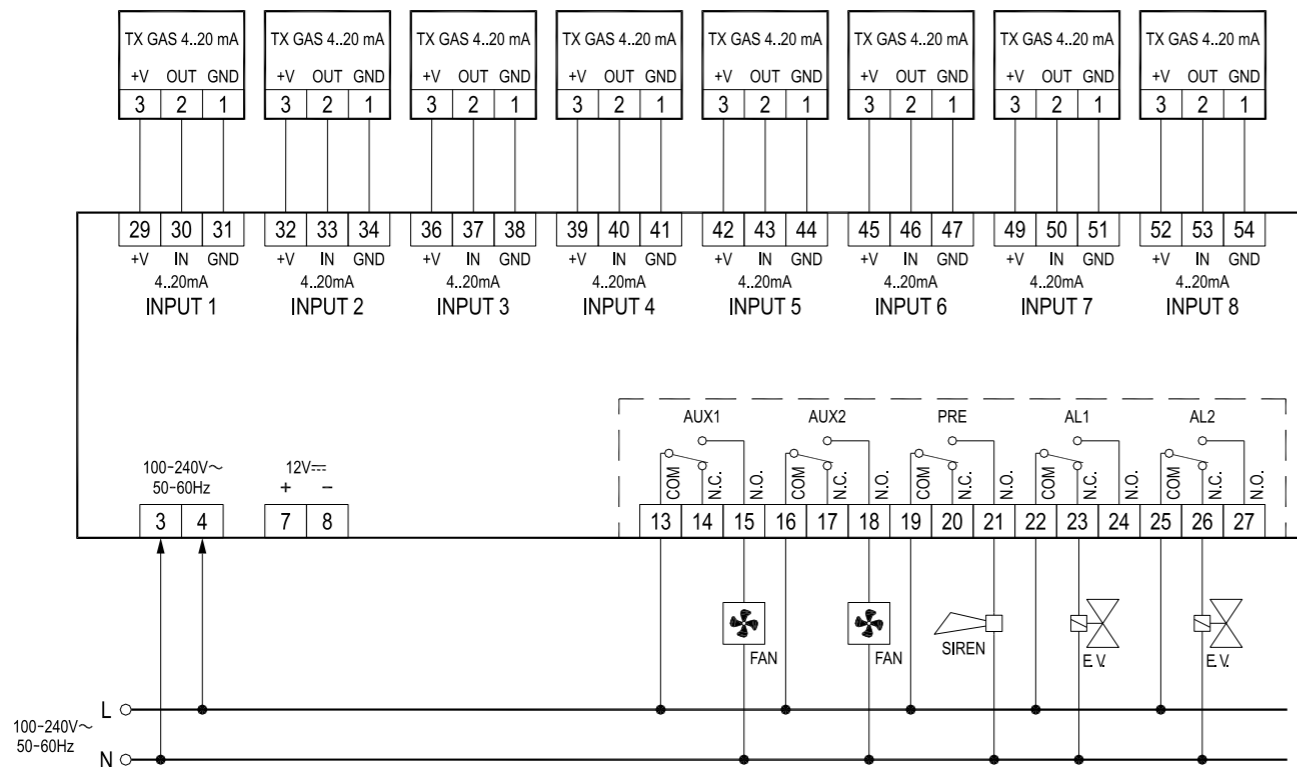 TX GAS 4..20 mA TX GAS 4..20 mA TX GAS 4..20 mA TX GAS 4..20 mA TX GAS 4..20 mA TX GAS 4..20 mA TX GAS 4..20 mA TX GAS 4..20 mA
+V OUT GND +V OUT GND +V OUT GND +V OUT GND +V OUT GND +V OUT GND +V OUT GND +V OUT GND
3 2 1 3 2 1 3 2 1 3 2 1 3 2 1 3 2 1 3 2 1 3 2 1
29 30 31 32 33 34 36 37 38 39 40 41 42 43 44 45 46 47 49 50 51 52 53 54
+V IN GND +V IN GND +V IN GND +V IN GND +V IN GND +V IN GND +V IN GND +V IN GND
4..20mA 4..20mA 4..20mA 4..20mA 4..20mA 4..20mA 4..20mA 4..20mA
INPUT 1 INPUT 2 INPUT 3 INPUT 4 INPUT 5 INPUT 6 INPUT 7 INPUT 8
AUX1 AUX2 PRE AL1 AL2
COM N.C. N.O. COM N.C. N.O. COM N.C. N.O. COM N.C. N.O. COM N.C. N.O.
100-240V~ 12V⎓
50-60Hz + −
3 4 7 8 13 14 15 16 17 18 19 20 21 22 23 24 25 26 27
FAN FAN SIREN E.V. E.V.
L
100-240V~
50-60Hz
N